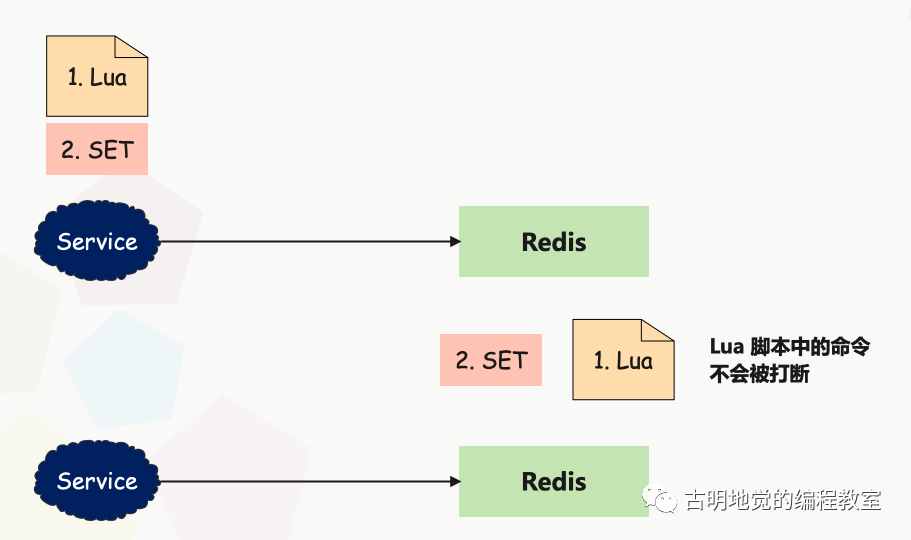 1. Lua
2. SET
Service
Redis
2. SET
1. Lua
Lua 脚本中的命令
不会被打断
Service
Redis
古明地觉的编程教室